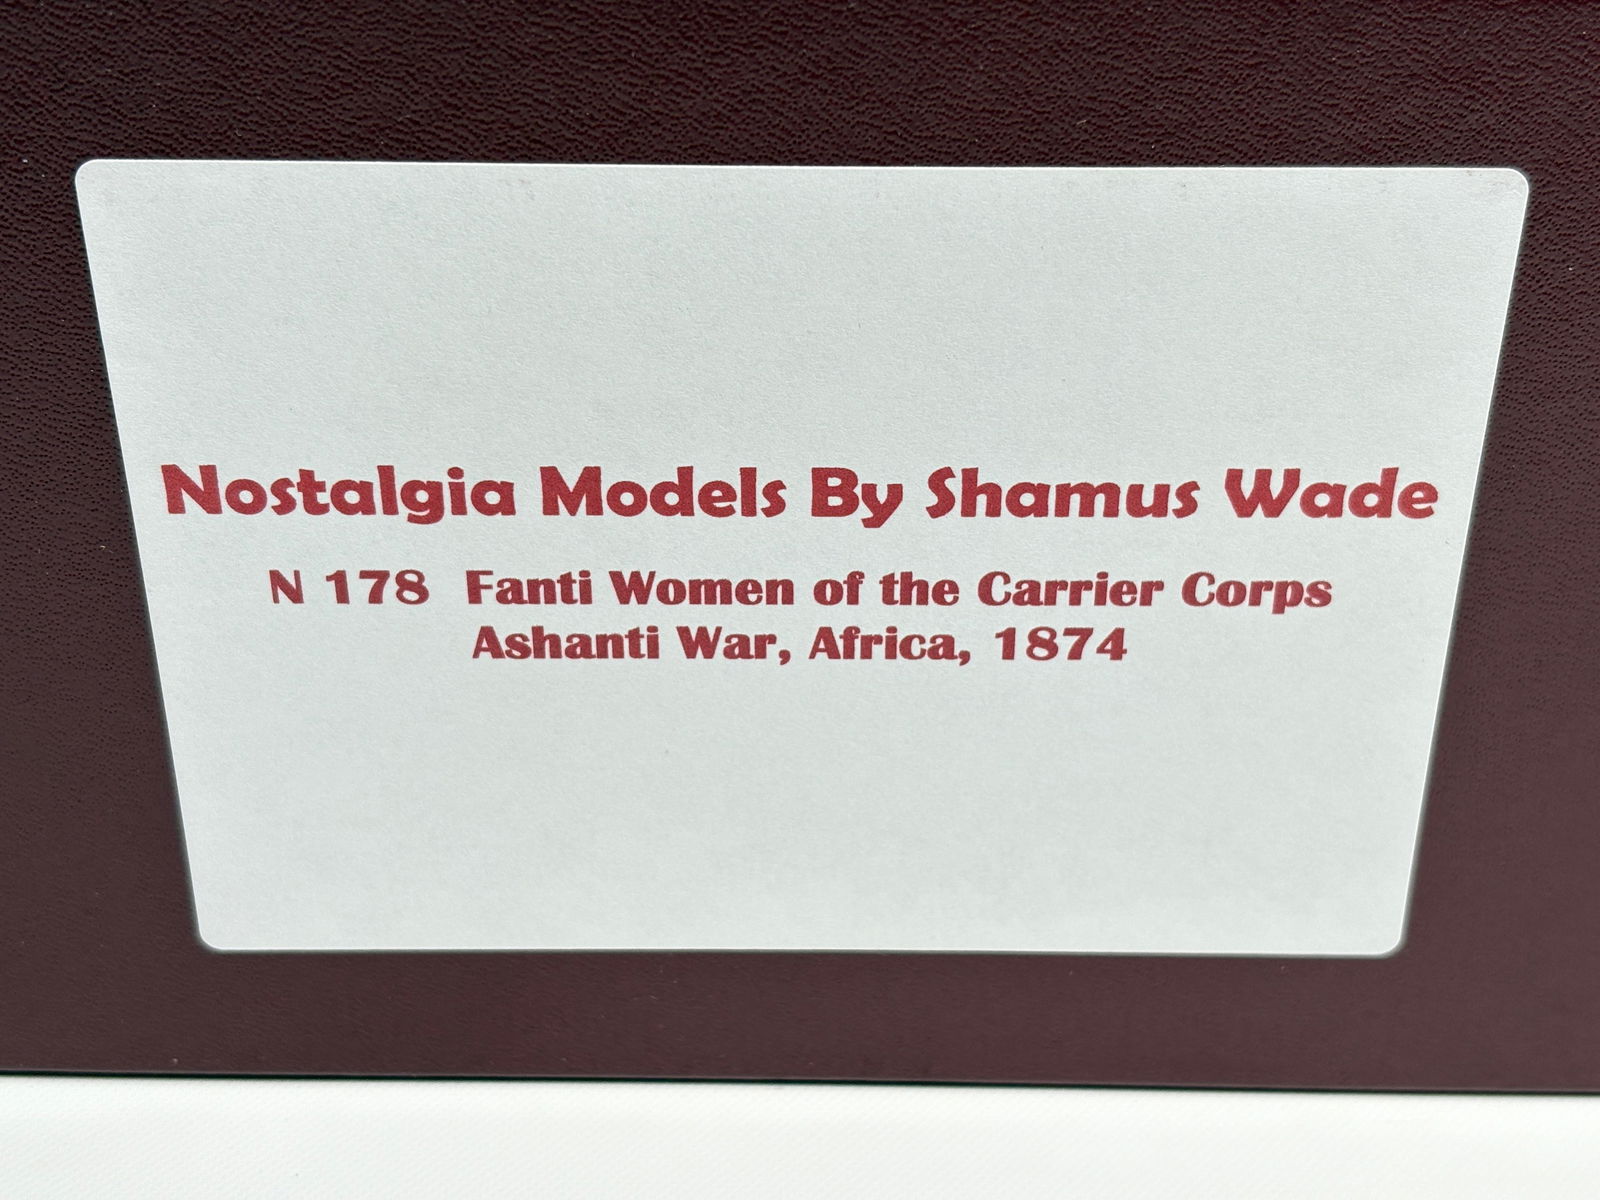 Nostalgia Models By Shamus Wade
N 178 Fanti Women of the Carrier Corps
Ashanti War, Africa, 1874